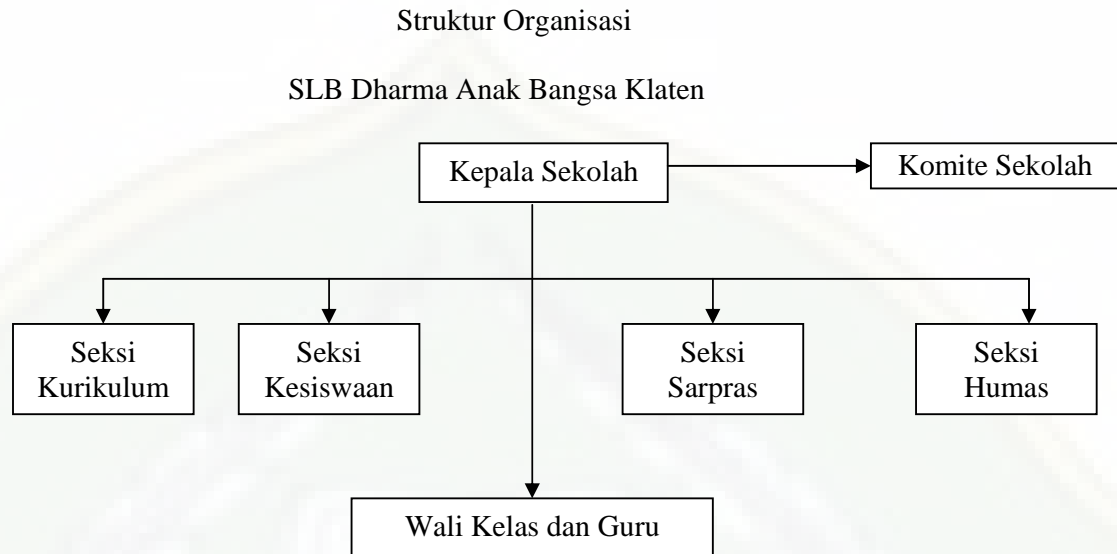 Struktur Organisasi
SLB Dharma Anak Bangsa Klaten
Kepala Sekolah
Komite Sekolah
Seksi
Kurikulum
Seksi
Kesiswaan
Seksi
Sarpras
Seksi
Humas
Wali Kelas dan Guru